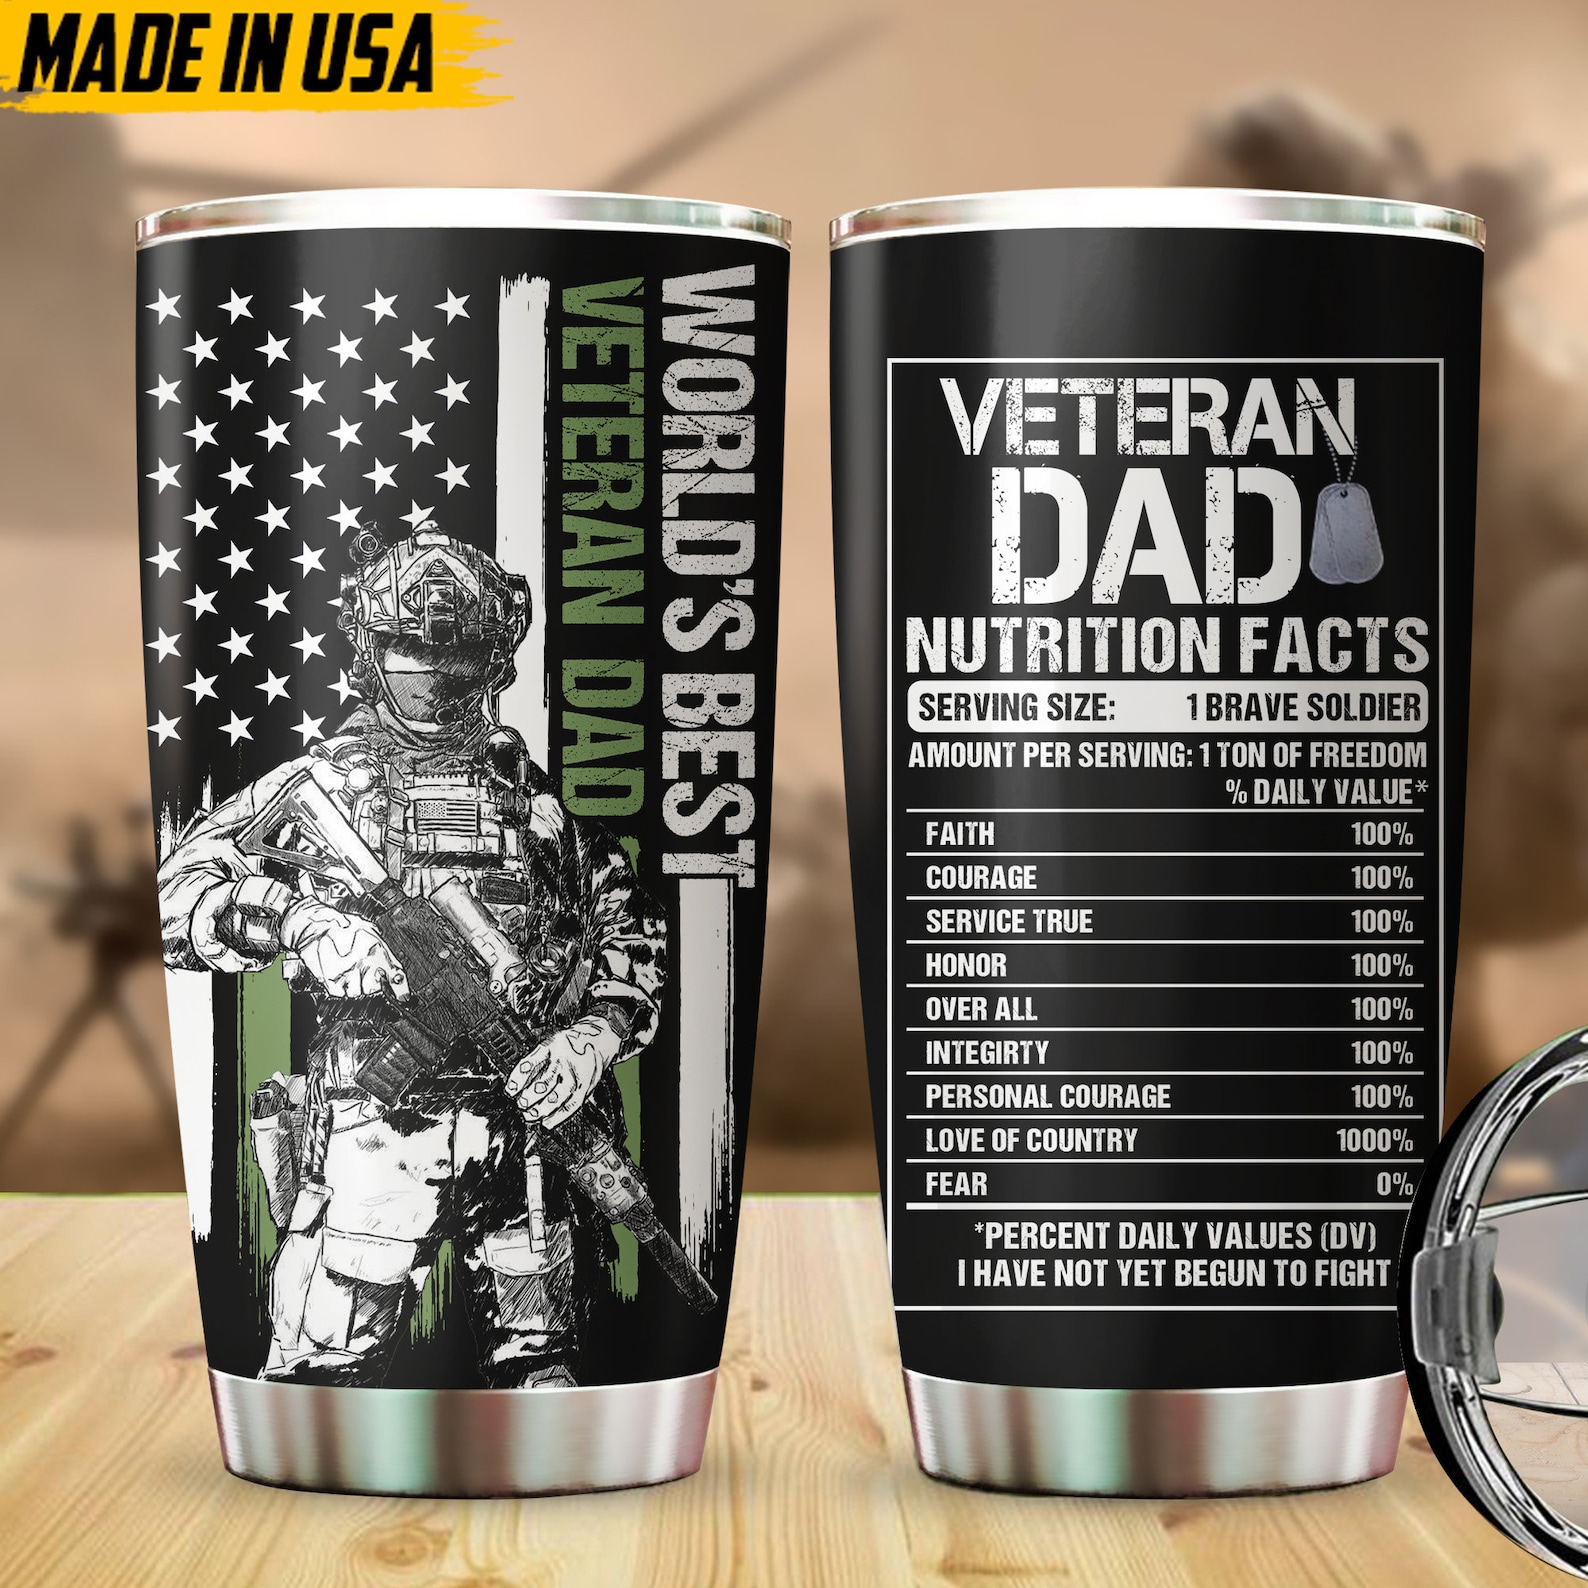 MADE IN USA
WORLD'S BEST
VETERAN DAD
VETERAN
DAD
NUTRITION FACTS
SERVING SIZE: 1 BRAVE SOLDIER
AMOUNT PER SERVING: 1 TON OF FREEDOM
% DAILY VALUE*
FAITH 100%
COURAGE 100%
SERVICE TRUE 100%
HONOR 100%
OVER ALL 100%
INTEGIRTY 100%
PERSONAL COURAGE 100%
LOVE OF COUNTRY 1000%
FEAR 0%
*PERCENT DAILY VALUES (DV)
I HAVE NOT YET BEGUN TO FIGHT